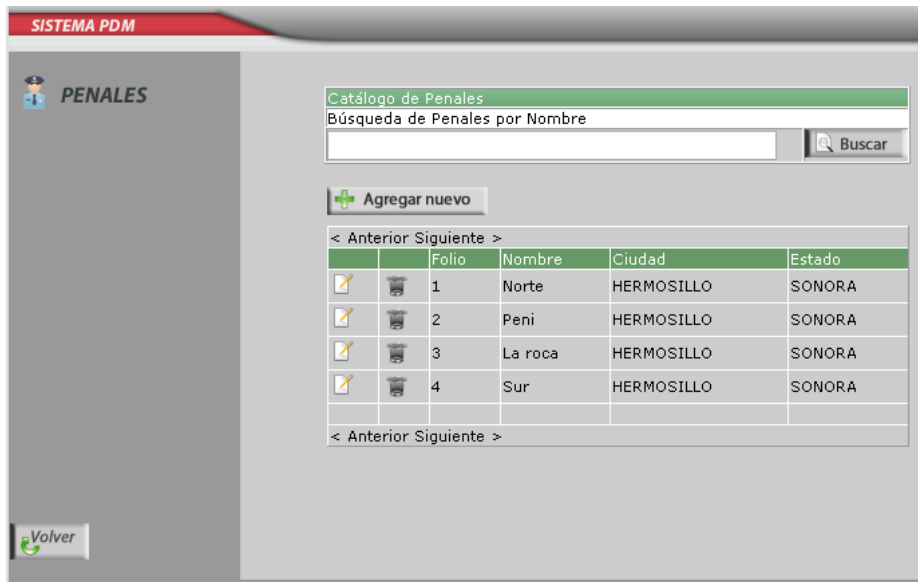 SISTEMA PDM
PENALES
Catálogo de Penales
Búsqueda de Penales por Nombre
Buscar
Agregar nuevo
< Anterior Siguiente >
Folio Nombre Ciudad Estado
1 Norte HERMOSILLO SONORA
2 Peni HERMOSILLO SONORA
3 La roca HERMOSILLO SONORA
4 Sur HERMOSILLO SONORA
< Anterior Siguiente >
Volver